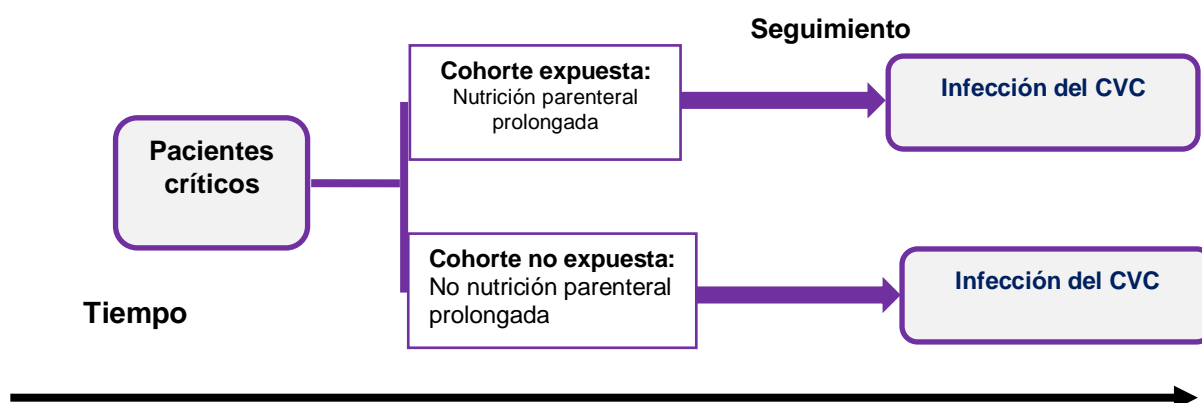 Seguimiento
Cohorte expuesta:
Nutrición parenteral
prolongada
Infección del CVC
Pacientes
críticos
Cohorte no expuesta:
No nutrición parenteral
prolongada
Infección del CVC
Tiempo